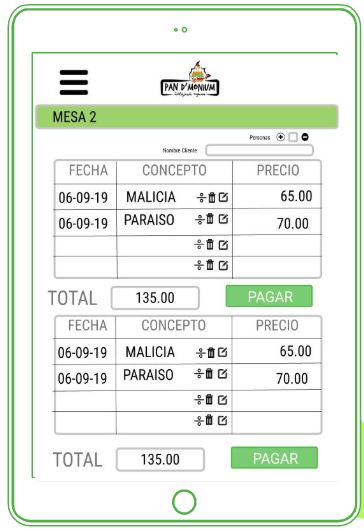 PAN D'MONIUM
MESA 2
Personas
Nombre Cliente
FECHA CONCEPTO PRECIO
06-09-19 MALICIA 65.00
06-09-19 PARAISO 70.00
TOTAL 135.00 PAGAR
FECHA CONCEPTO PRECIO
06-09-19 MALICIA 65.00
06-09-19 PARAISO 70.00
TOTAL 135.00 PAGAR